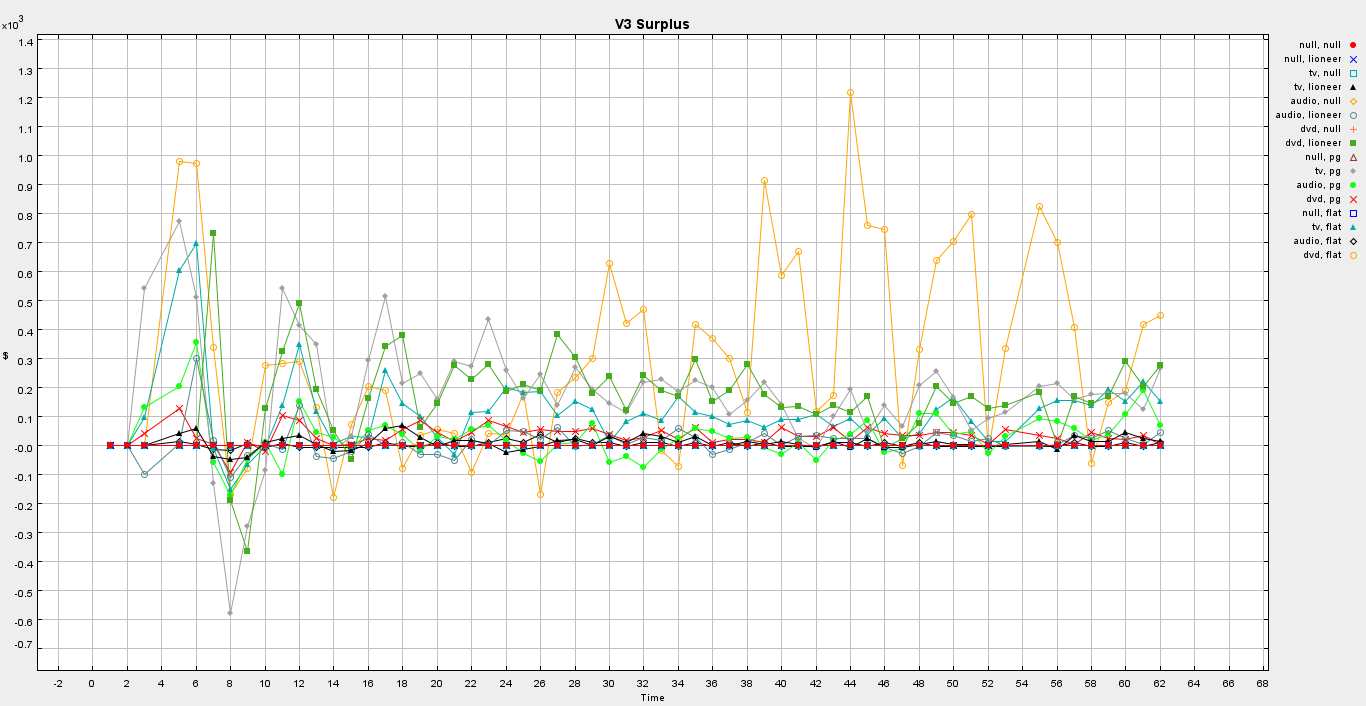 V3 Surplus
×10³
1.4
1.3
1.2
1.1
1.0
0.9
0.8
0.7
0.6
0.5
0.4
0.3
0.2
0.1
-0.0
-0.1
-0.2
-0.3
-0.4
-0.5
-0.6
-0.7
$
-2 0 2 4 6 8 10 12 14 16 18 20 22 24 26 28 30 32 34 36 38 40 42 44 46 48 50 52 54 56 58 60 62 64 66 68
Time
null, null
null, lioneer
tv, null
tv, lioneer
audio, null
audio, lioneer
dvd, null
dvd, lioneer
null, pg
tv, pg
audio, pg
dvd, pg
null, flat
tv, flat
audio, flat
dvd, flat